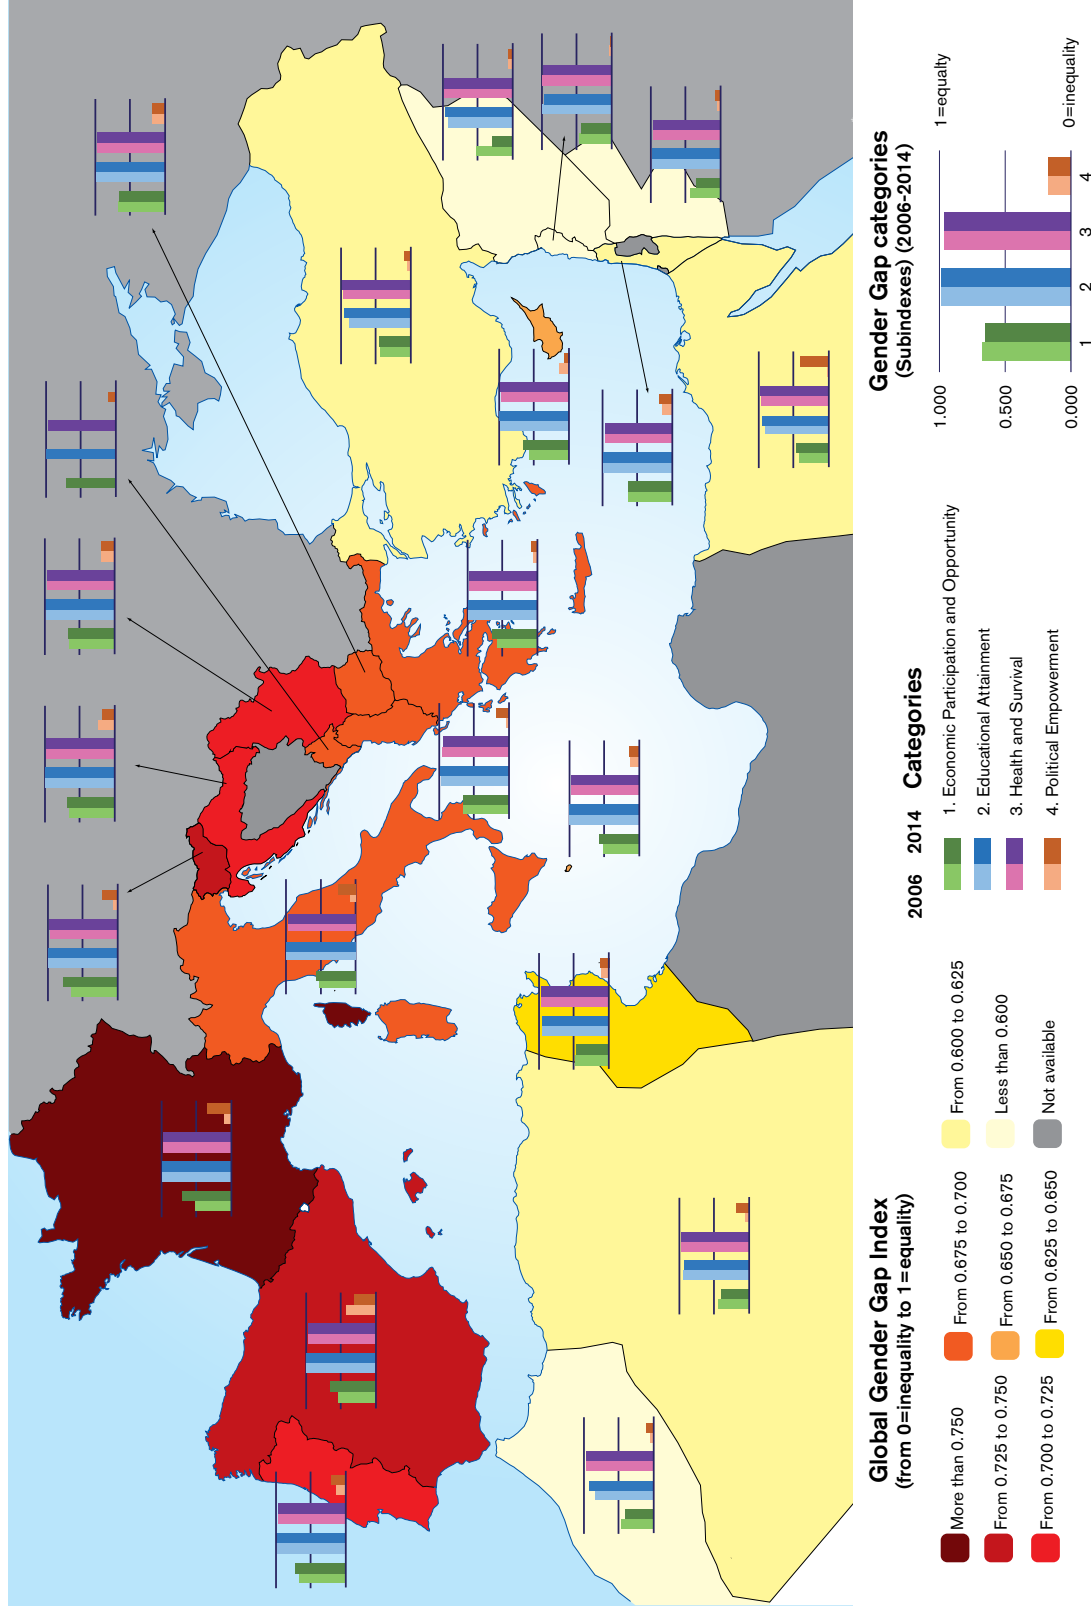 Global Gender Gap Index
(from 0=inequality to 1=equality)
More than 0.750
From 0.725 to 0.750
From 0.700 to 0.725
From 0.675 to 0.700
From 0.650 to 0.675
From 0.625 to 0.650
From 0.600 to 0.625
Less than 0.600
Not available
2006 2014 Categories
1. Economic Participation and Opportunity
2. Educational Attainment
3. Health and Survival
4. Political Empowerment
Gender Gap categories
(Subindexes) (2006-2014)
1.000
0.500
0.000
1=equalty
0=inequality
1 2 3 4